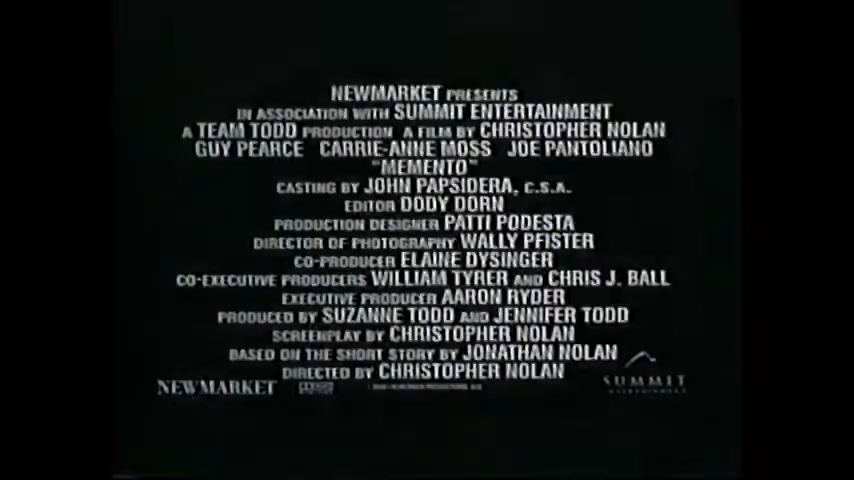 NEWMARKET PRESENTS
IN ASSOCIATION WITH SUMMIT ENTERTAINMENT
A TEAM TODD PRODUCTION A FILM BY CHRISTOPHER NOLAN
GUY PEARCE CARRIE-ANNE MOSS JOE PANTOLIANO
"MEMENTO"
CASTING BY JOHN PAPSIDERA, C.S.A.
EDITOR DODY DORN
PRODUCTION DESIGNER PATTI PODESTA
DIRECTOR OF PHOTOGRAPHY WALLY PFISTER
CO-PRODUCER ELAINE DYSINGER
CO-EXECUTIVE PRODUCERS WILLIAM TYRER AND CHRIS J. BALL
EXECUTIVE PRODUCER AARON RYDER
PRODUCED BY SUZANNE TODD AND JENNIFER TODD
SCREENPLAY BY CHRISTOPHER NOLAN
BASED ON THE SHORT STORY BY JONATHAN NOLAN
DIRECTED BY CHRISTOPHER NOLAN
NEWMARKET
SUMMIT
ENTERTAINMENT